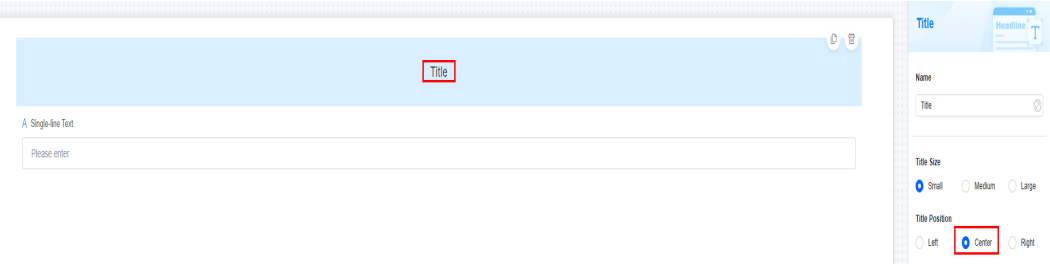 Title
A Single-line Text
Please enter
Title
Headline
T
Name
Title
Title Size
Small Medium Large
Title Position
Left Center Right